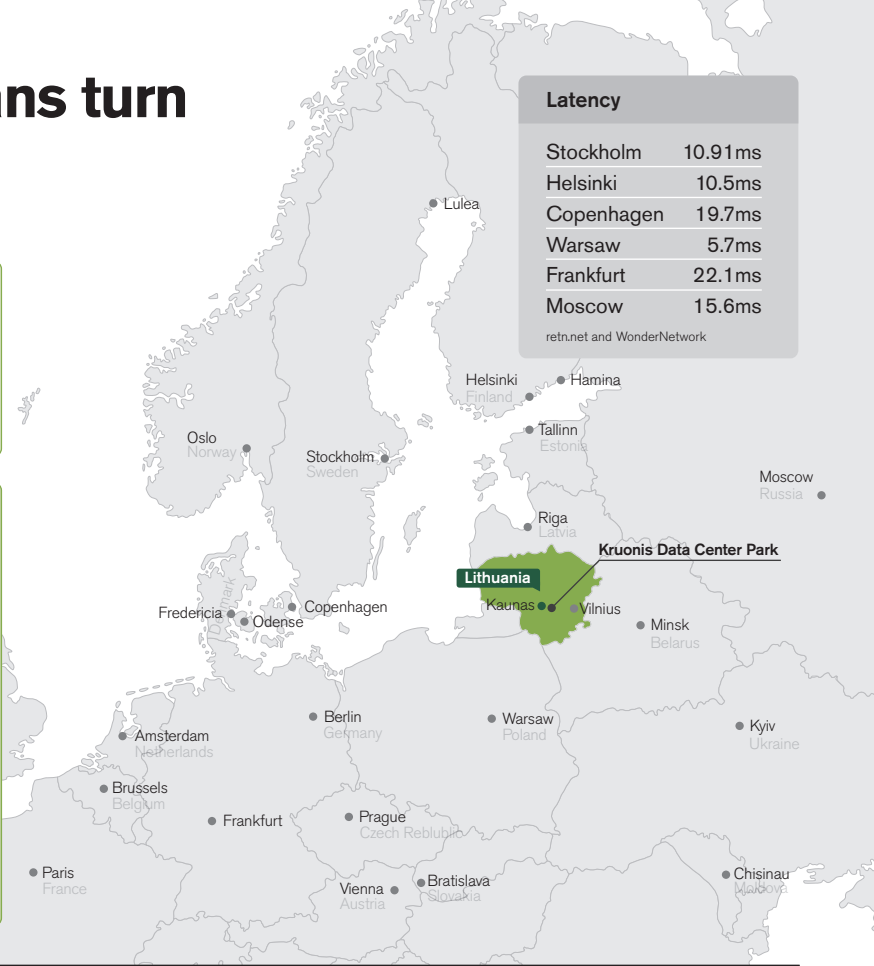 ns turn
Latency
Stockholm 10.91ms
Helsinki 10.5ms
Copenhagen 19.7ms
Warsaw 5.7ms
Frankfurt 22.1ms
Moscow 15.6ms
retn.net and WonderNetwork
Lulea
Helsinki
Finland
Hamina
Oslo
Norway
Stockholm
Sweden
Tallinn
Estonia
Moscow
Russia
Riga
Latvia
Kruonis Data Center Park
Lithuania
Kaunas
Vilnius
Denmark
Fredericia
Odense
Copenhagen
Minsk
Belarus
Berlin
Germany
Warsaw
Poland
Kyiv
Ukraine
Amsterdam
Netherlands
Brussels
Belgium
Frankfurt
Prague
Czech Reblublic
Paris
France
Vienna
Austria
Bratislava
Slovakia
Chisinau
Moldova